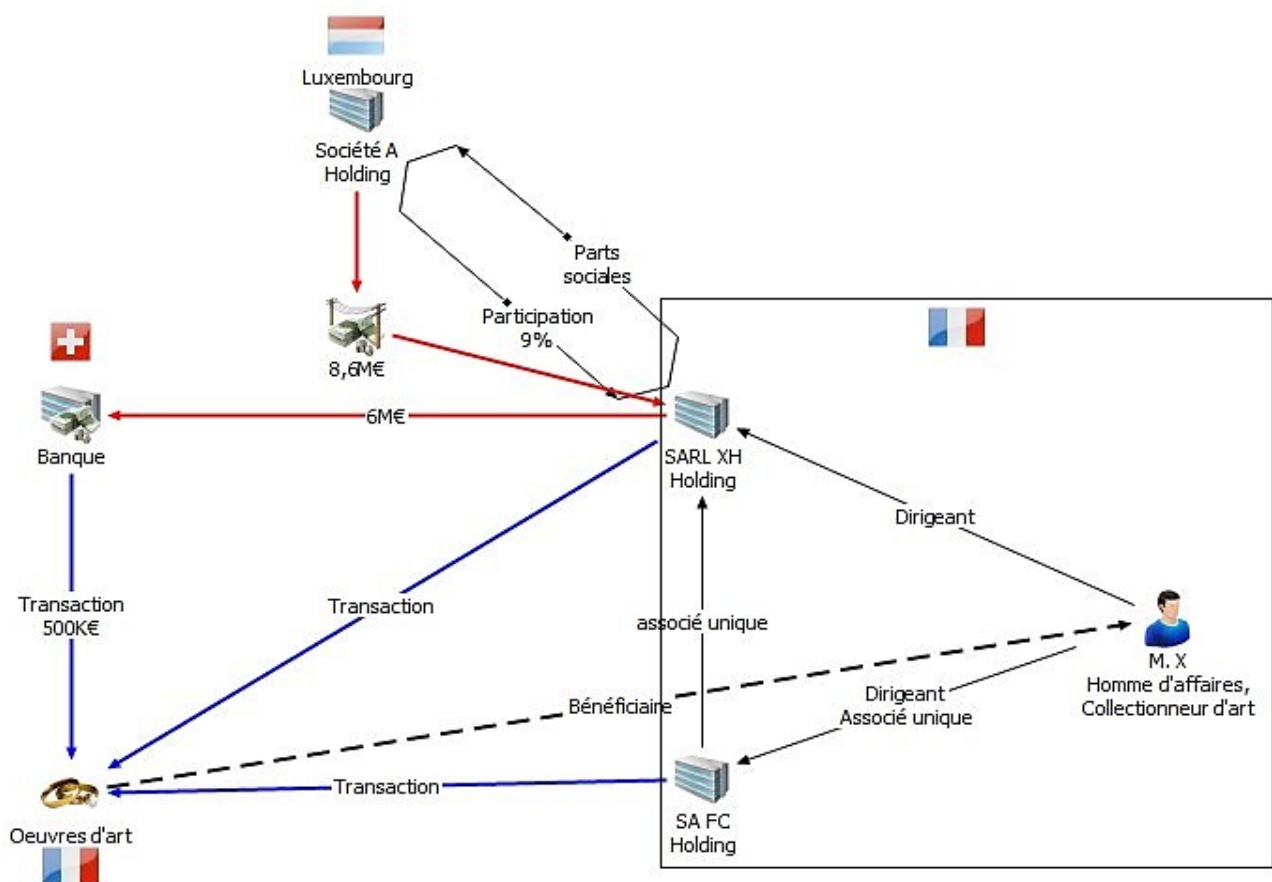 Luxembourg
Société A
Holding
Parts
sociales
Participation
9%
8,6M€
6M€
Banque
SARL XH
Holding
Dirigeant
Transaction
500K€
Transaction
associé unique
M. X
Homme d'affaires,
Collectionneur d'art
Dirigeant
Associé unique
Bénéficiaire
Transaction
Oeuvres d'art
SA FC
Holding